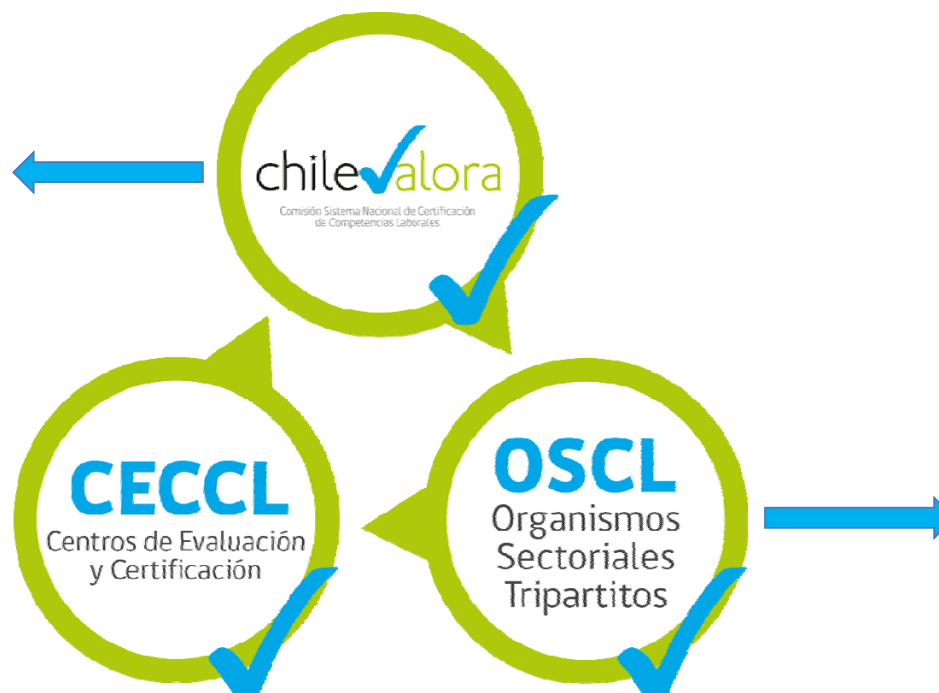 chilevalora
Comisión Sistema Nacional de Certificación
de Competencias Laborales
CECCL
Centros de Evaluación
y Certificación
OSCL
Organismos
Sectoriales
Tripartitos